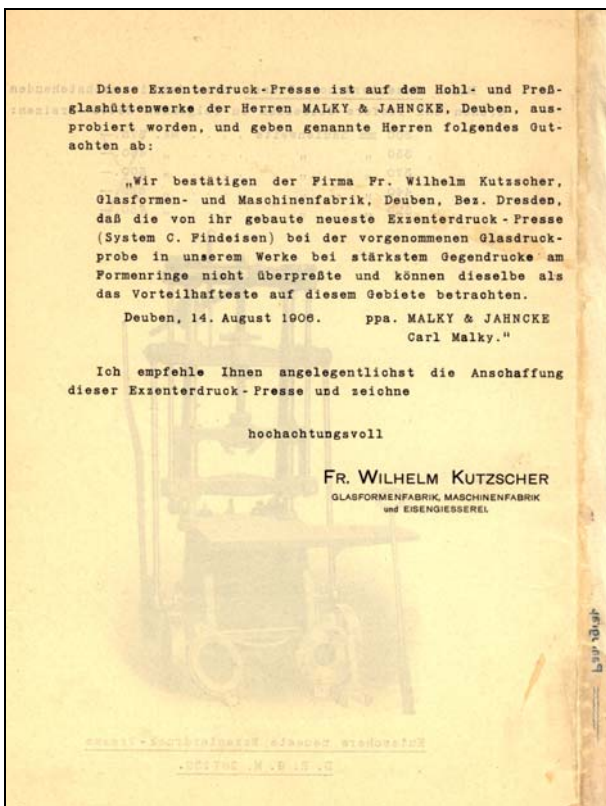 Diese Exzenterdruck-Presse ist auf dem Hohl- und Preß-
glashüttenwerke der Herren MALKY & JAHNCKE, Deuben, aus-
probiert worden, und geben genannte Herren folgendes Gut-
achten ab:
„Wir bestätigen der Firma Fr. Wilhelm Kutzscher,
Glasformen- und Maschinenfabrik, Deuben, Bez. Dresden,
daß die von ihr gebaute neueste Exzenterdruck-Presse
(System C. Findeisen) bei der vorgenommenen Glasdruck-
probe in unserem Werke bei stärkstem Gegendrucke am
Formenringe nicht überpreßte und können dieselbe als
das Vorteilhafteste auf diesem Gebiete betrachten.
Deuben, 14. August 1906. ppa. MALKY & JAHNCKE
Carl Malky."
Ich empfehle Ihnen angelegentlichst die Anschaffung
dieser Exzenterdruck-Presse und zeichne
hochachtungsvoll
FR. WILHELM KUTZSCHER
GLASFORMENFABRIK, MASCHINENFABRIK
und EISENGIESSEREI.
Kutzschers neueste Exzenterdruck-Presse